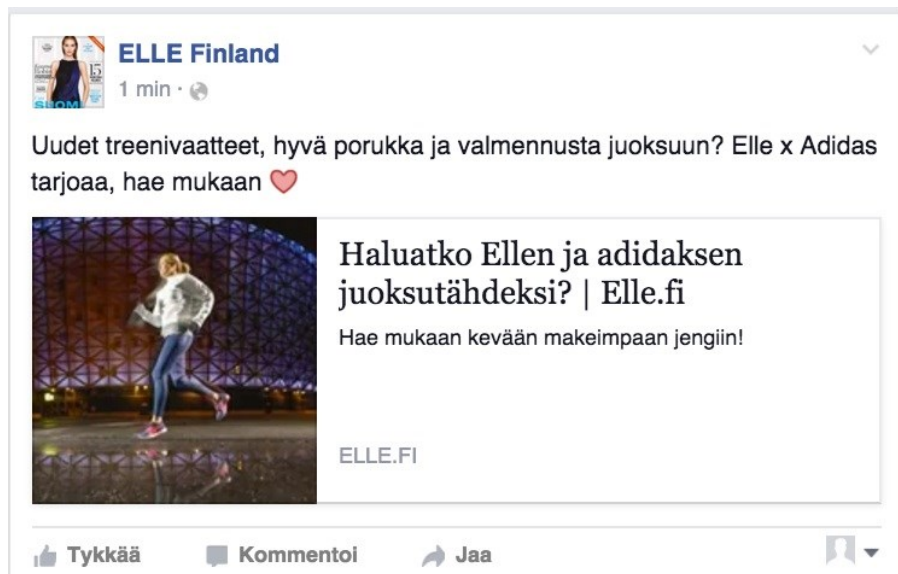 ELLE Finland
1 min ·
Uudet treenivaatteet, hyvä porukka ja valmennusta juoksuun? Elle x Adidas
tarjoaa, hae mukaan
Haluatko Ellen ja adidaksen
juoksutähdeksi? | Elle.fi
Hae mukaan kevään makeimpaan jengiin!
ELLE.FI
Tykkää Kommentoi Jaa